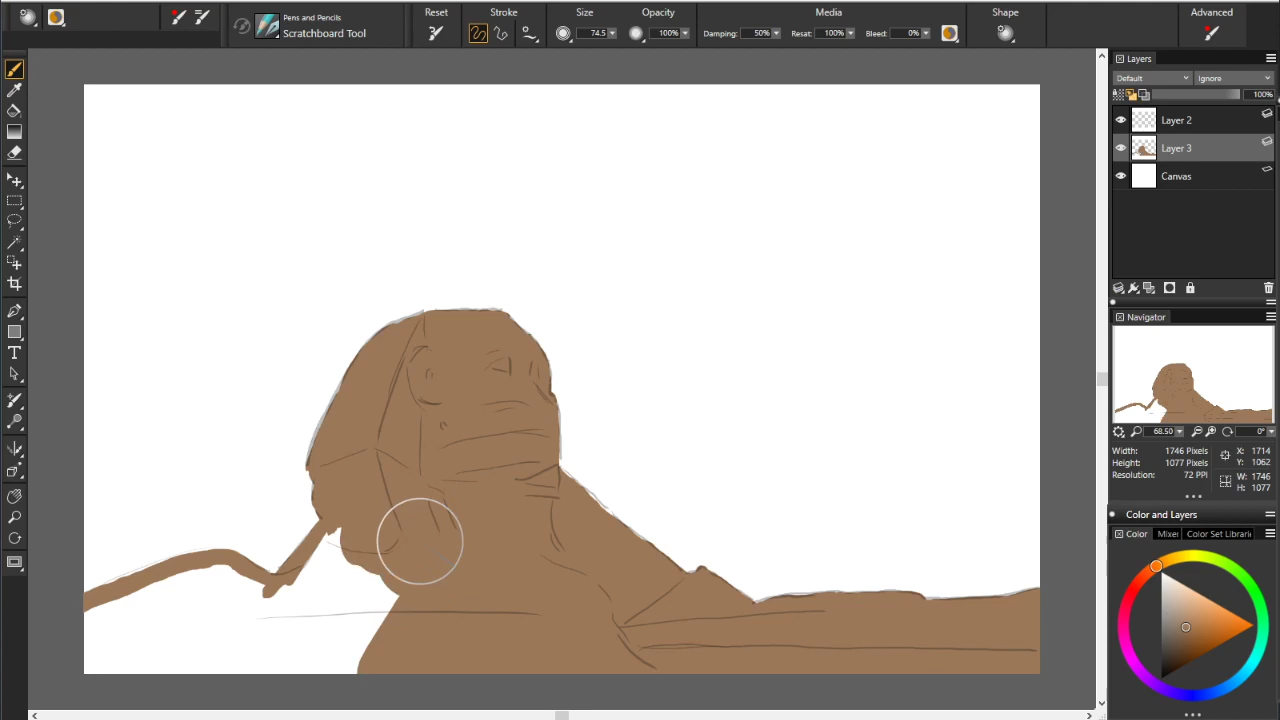 Pens and Pencils
Scratchboard Tool
Reset
Stroke
Size
74.5
Opacity
100%
Media
Damping: 50% Resat: 100% Bleed: 0%
Shape
Advanced
Layers
Default Ignore
100%
Layer 2
Layer 3
Canvas
Navigator
68.50 0°
Width: 1746 Pixels
Height: 1077 Pixels
Resolution: 72 PPI
X: 1714
Y: 1062
W: 1746
H: 1077
Color and Layers
Color Mixe Color Set Librari